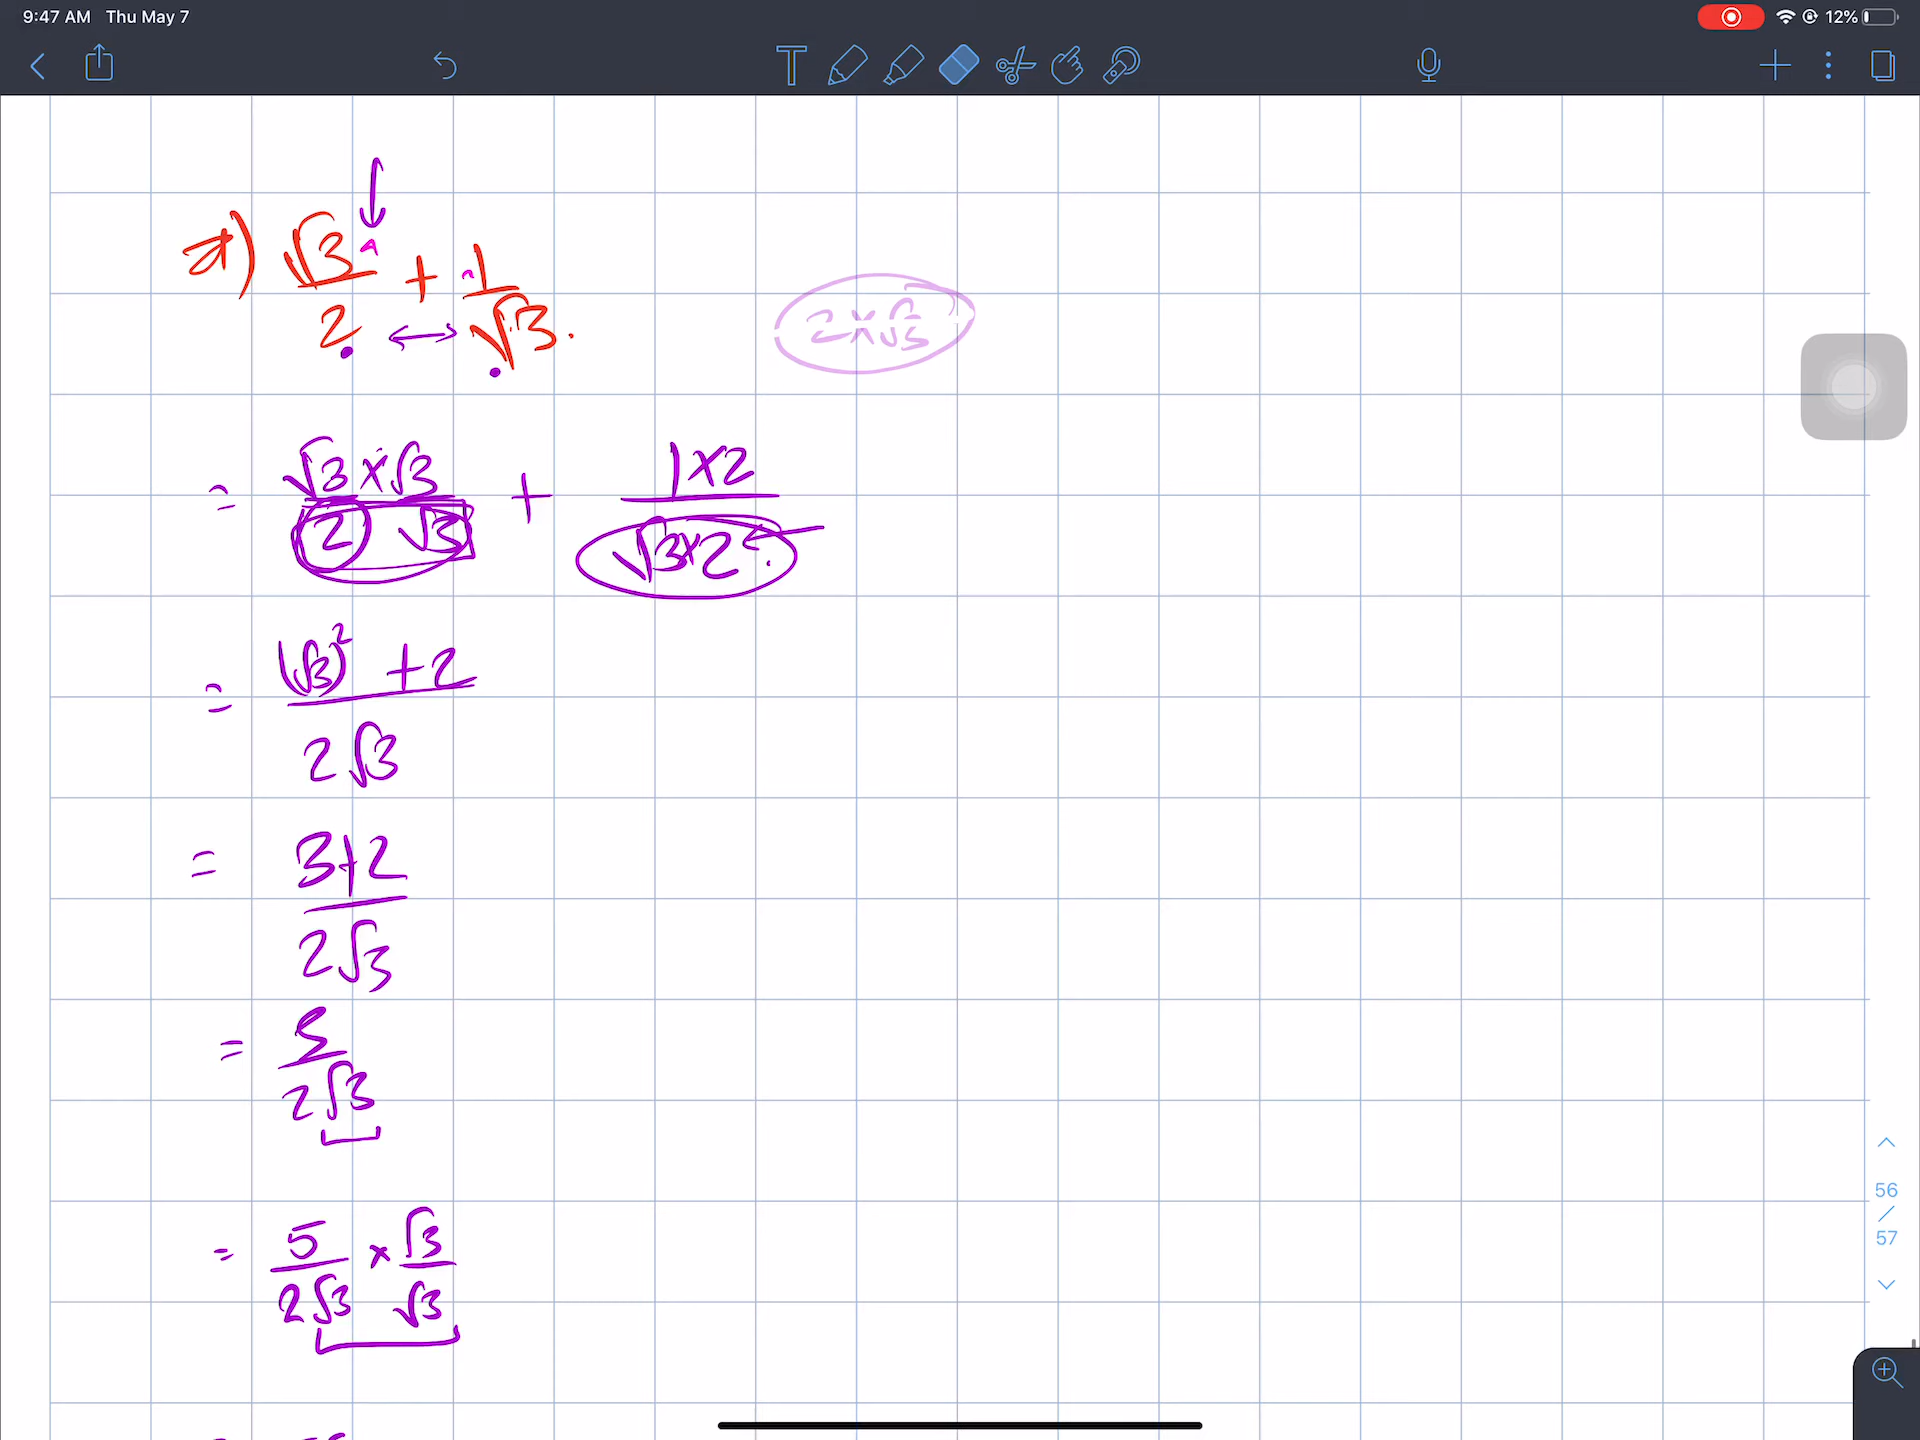 9:47 AM Thu May 7
12%
a) √3/2 + 1/√3.
2×√3
= √3×√3/2 √3 + 1×2/√3×2
= (√3)² +2/2√3
= 3+2/2√3
= 5/2√3
= 5/2√3 × √3/√3
56
/
57